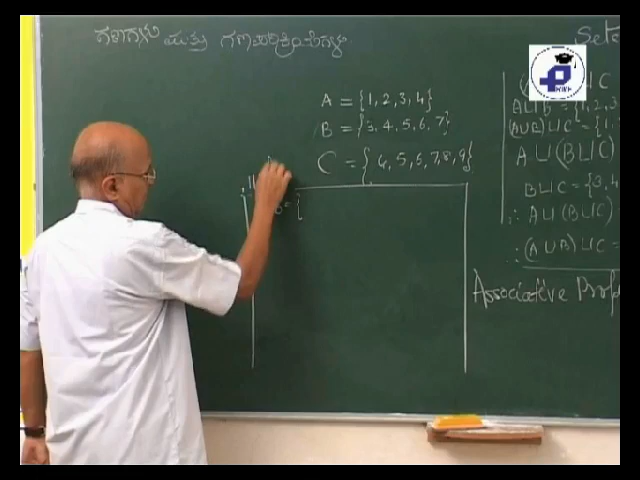 ಗಣಗಳು ಮತ್ತು ಗಣಪರಿಕ್ರಿಯೆಗಳು
A = {1, 2, 3, 4}
B = {3, 4, 5, 6, 7}
C = {4, 5, 6, 7, 8, 9}
= {
Sets
C
A ⊔ B = {1, 2, 3
(A∪B) ⊔ C = {1,
A ∪ (B ⊔ C)
B ⊔ C = {3, 4
∴ A ⊔ (B ⊔ C)
∴ (A ∪ B) ⊔ C =
Associative Prop